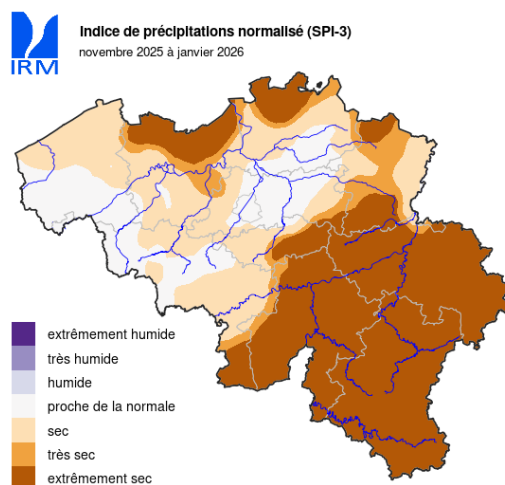 Indice de précipitations normalisé (SPI-3)
novembre 2025 à janvier 2026
IRM
extrêmement humide
très humide
humide
proche de la normale
sec
très sec
extrêmement sec